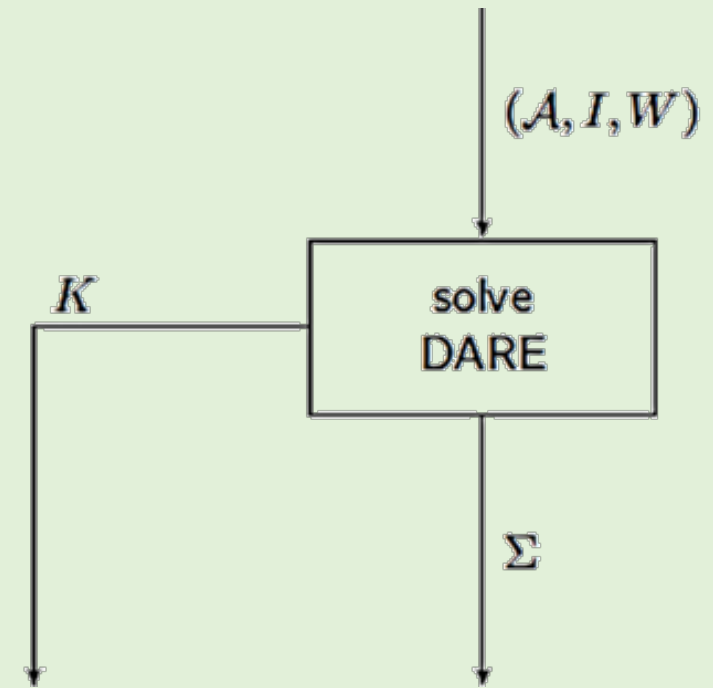 (A, I, W)
K
solve
DARE
Σ